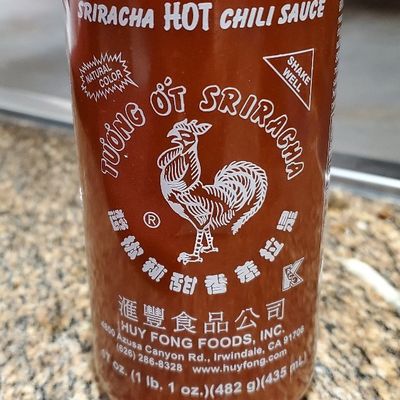 SRIRACHA HOT CHILI SAUCE
NATURAL COLOR
SHAKE WELL
TƯƠNG ỚT SRIRACHA
®
醬椒辣甜香差拉是
滙豐食品公司
HUY FONG FOODS, INC.
4800 Azusa Canyon Rd., Irwindale, CA 91706
(626) 286-8328 www.huyfong.com
17 oz. (1 lb. 1 oz.)(482 g)(435 mL)